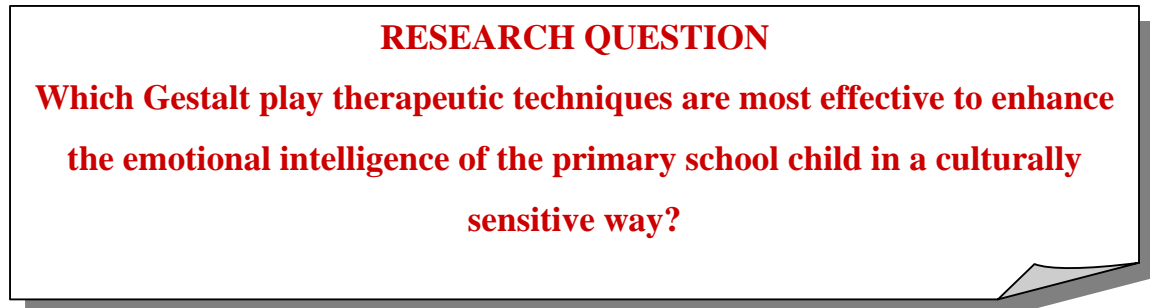 RESEARCH QUESTION
Which Gestalt play therapeutic techniques are most effective to enhance
the emotional intelligence of the primary school child in a culturally
sensitive way?